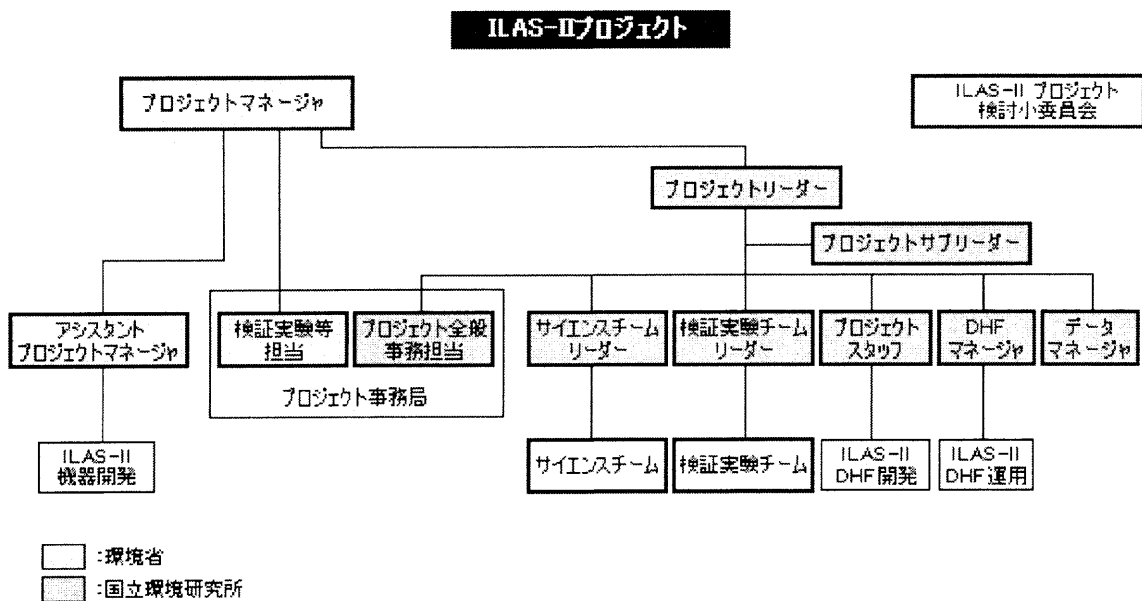 ILAS-IIプロジェクト
プロジェクトマネージャ
ILAS-II プロジェクト
検討小委員会
プロジェクトリーダー
プロジェクトサブリーダー
アシスタント
プロジェクトマネージャ
検証実験等
担当
プロジェクト全般
事務担当
プロジェクト事務局
サイエンスチーム
リーダー
検証実験チーム
リーダー
プロジェクト
スタッフ
DHF
マネージャ
データ
マネージャ
ILAS-II
機器開発
サイエンスチーム
検証実験チーム
ILAS-II
DHF開発
ILAS-II
DHF運用
:環境省
:国立環境研究所